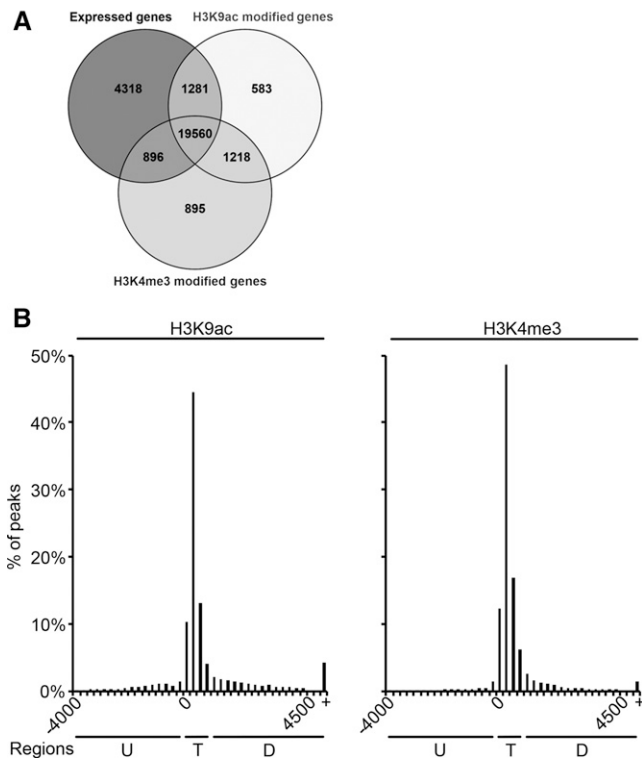 A
Expressed genes
H3K9ac modified genes
4318
1281
583
19560
896
1218
895
H3K4me3 modified genes
B
H3K9ac
H3K4me3
% of peaks
50%
40%
30%
20%
10%
0%
-4000
0
4500 +
-4000
0
4500 +
Regions
U
T
D
U
T
D